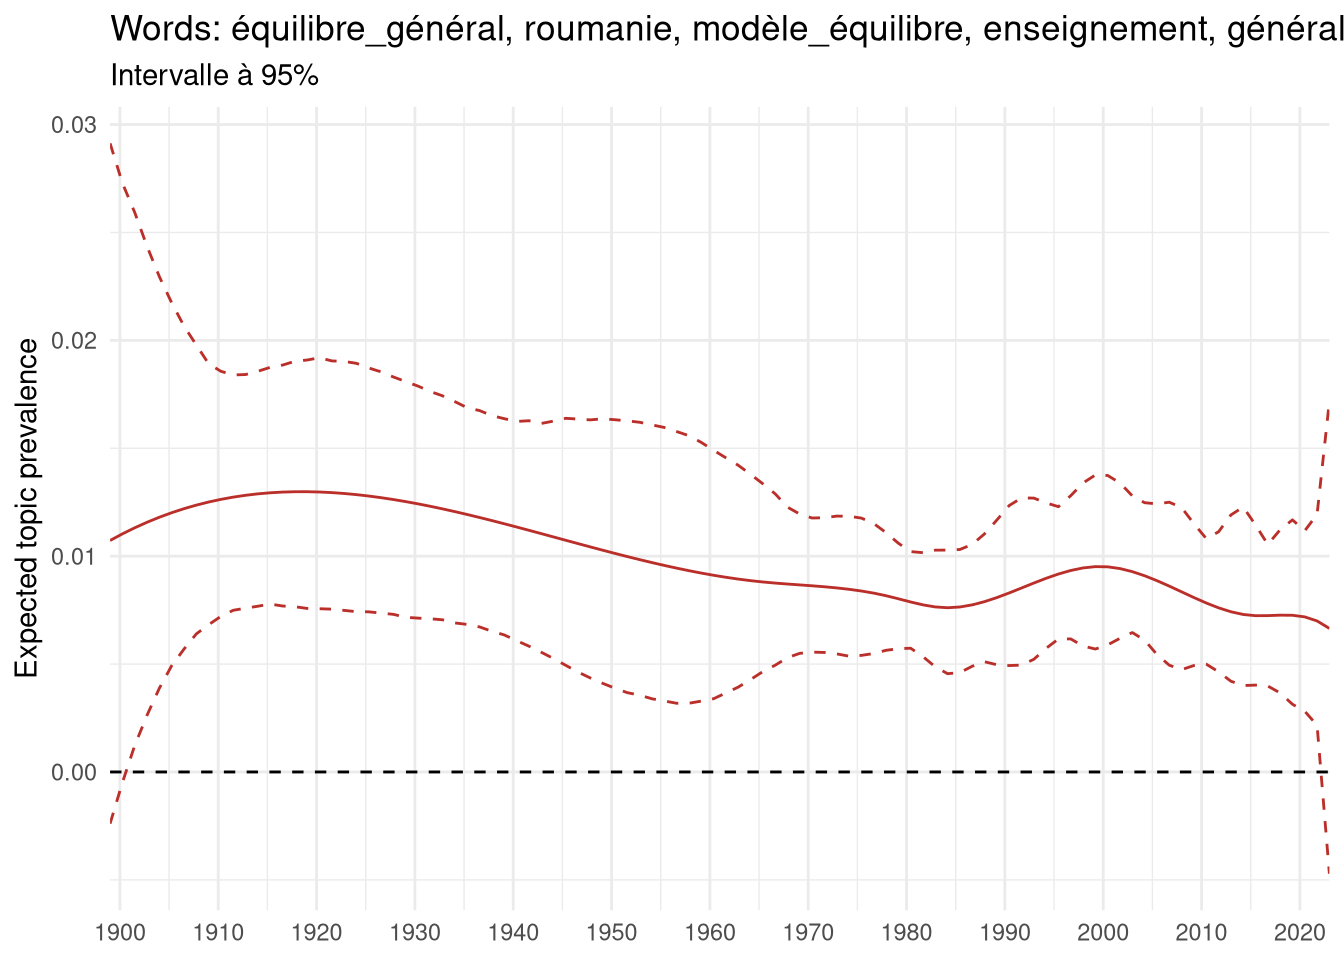 Words: équilibre_général, roumanie, modèle_équilibre, enseignement, général
Intervalle à 95%
Expected topic prevalence
0.03
0.02
0.01
0.00
1900 1910 1920 1930 1940 1950 1960 1970 1980 1990 2000 2010 2020